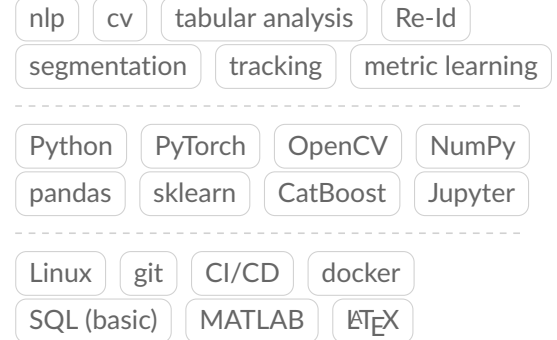 nlp cv tabular analysis Re-Id
segmentation tracking metric learning
Python PyTorch OpenCV NumPy
pandas sklearn CatBoost Jupyter
Linux git CI/CD docker
SQL (basic) MATLAB LATEX